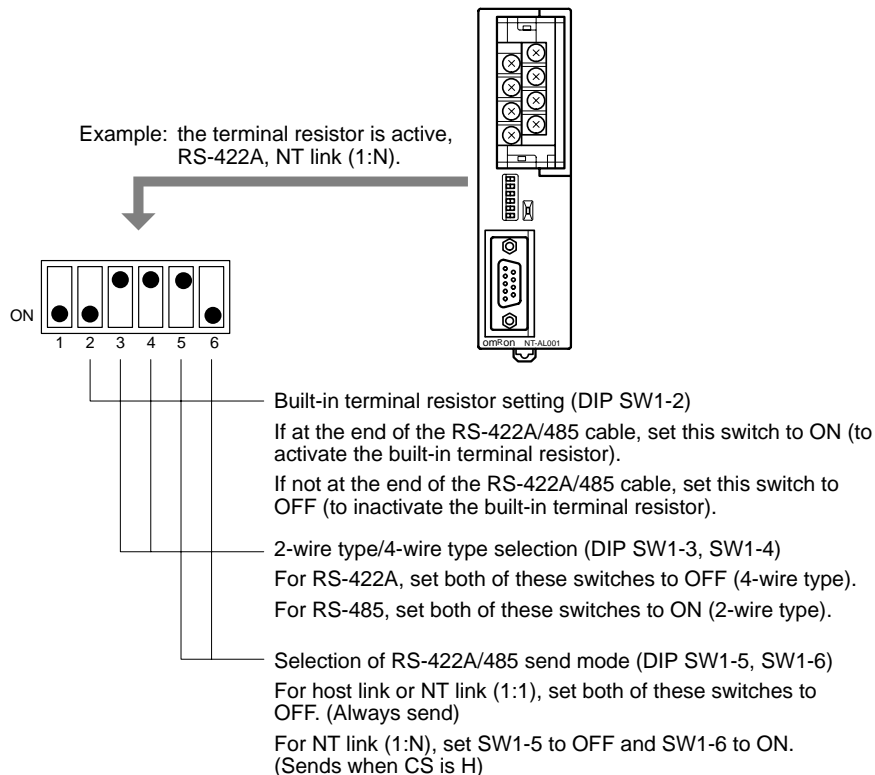 Example: the terminal resistor is active,
RS-422A, NT link (1:N).
ON
1 2 3 4 5 6
omRon NT-AL001
Built-in terminal resistor setting (DIP SW1-2)
If at the end of the RS-422A/485 cable, set this switch to ON (to
activate the built-in terminal resistor).
If not at the end of the RS-422A/485 cable, set this switch to
OFF (to inactivate the built-in terminal resistor).
2-wire type/4-wire type selection (DIP SW1-3, SW1-4)
For RS-422A, set both of these switches to OFF (4-wire type).
For RS-485, set both of these switches to ON (2-wire type).
Selection of RS-422A/485 send mode (DIP SW1-5, SW1-6)
For host link or NT link (1:1), set both of these switches to
OFF. (Always send)
For NT link (1:N), set SW1-5 to OFF and SW1-6 to ON.
(Sends when CS is H)